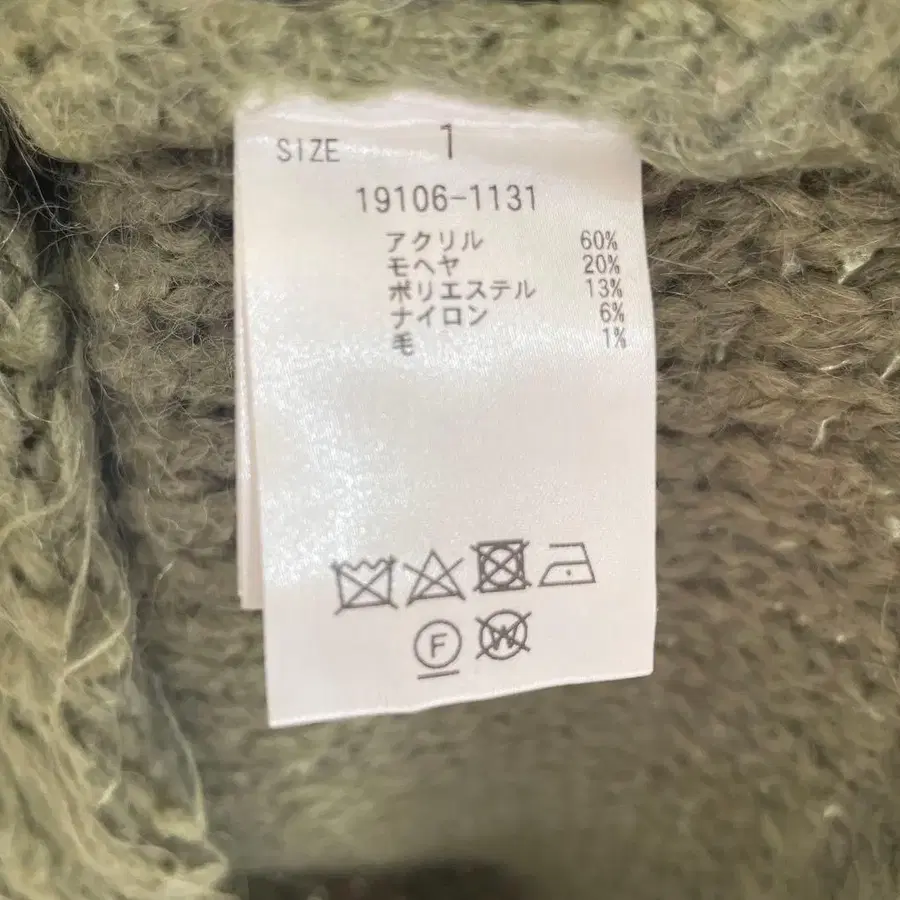 SIZE 1
19106-1131
アクリル 60%
モヘヤ 20%
ポリエステル 13%
ナイロン 6%
毛 1%
F W